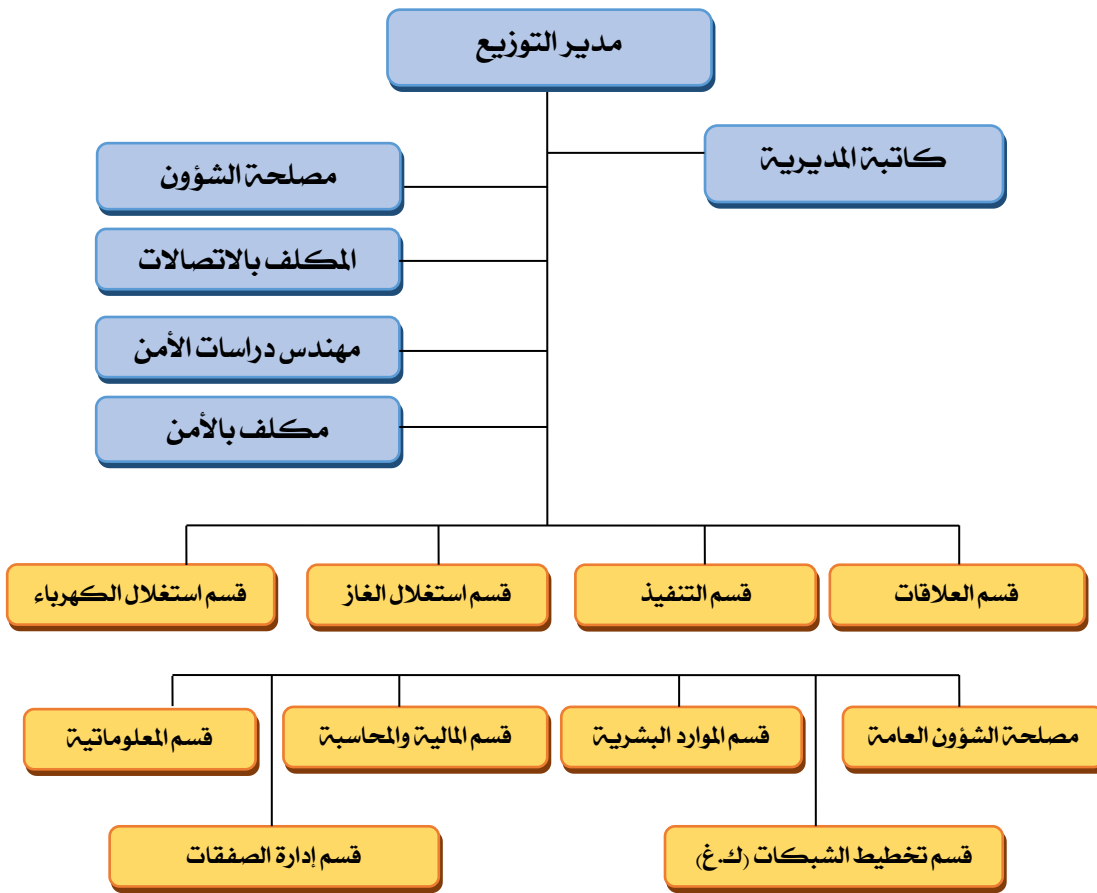 مدير التوزيع
كاتبة المديرية
مصلحة الشؤون
المكلف بالاتصالات
مهندس دراسات الأمن
مكلف بالأمن
قسم العلاقات
قسم التنفيذ
قسم استغلال الغاز
قسم استغلال الكهرباء
مصلحة الشؤون العامة
قسم الموارد البشرية
قسم المالية والمحاسبة
قسم المعلوماتية
قسم تخطيط الشبكات (ك.غ)
قسم إدارة الصفقات